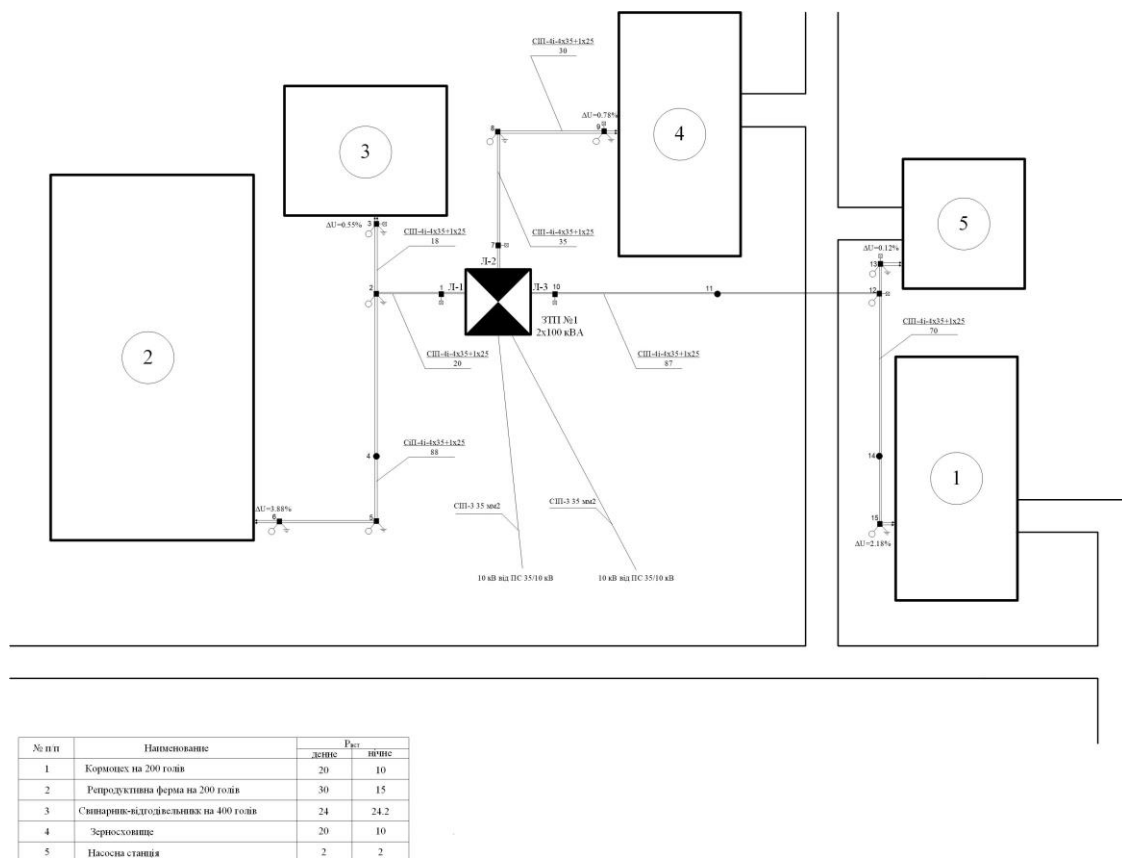 СІП-4і-4х35+1х25
30
ΔU=0.78%
8
9
4
3
ΔU=0.55%
3
СІП-4і-4х35+1х25
18
СІП-4і-4х35+1х25
35
7
Л-2
5
ΔU=0.12%
13
2
1
Л-1
Л-3
10
11
12
ЗТП №1
2х100 кВА
СІП-4і-4х35+1х25
20
СІП-4і-4х35+1х25
87
СІП-4і-4х35+1х25
70
2
4
СіП-4і-4х35+1х25
88
14
1
СІП-3 35 мм2
СІП-3 35 мм2
ΔU=3.88%
6
5
15
ΔU=2.18%
10 кВ від ПС 35/10 кВ
10 кВ від ПС 35/10 кВ
№ п/п Наименование Pвст
денне нічне
1 Кормоцех на 200 голів 20 10
2 Репродуктивна ферма на 200 голів 30 15
3 Свинарник-відгодівельникк на 400 голів 24 24.2
4 Зерносховище 20 10
5 Насосна станція 2 2